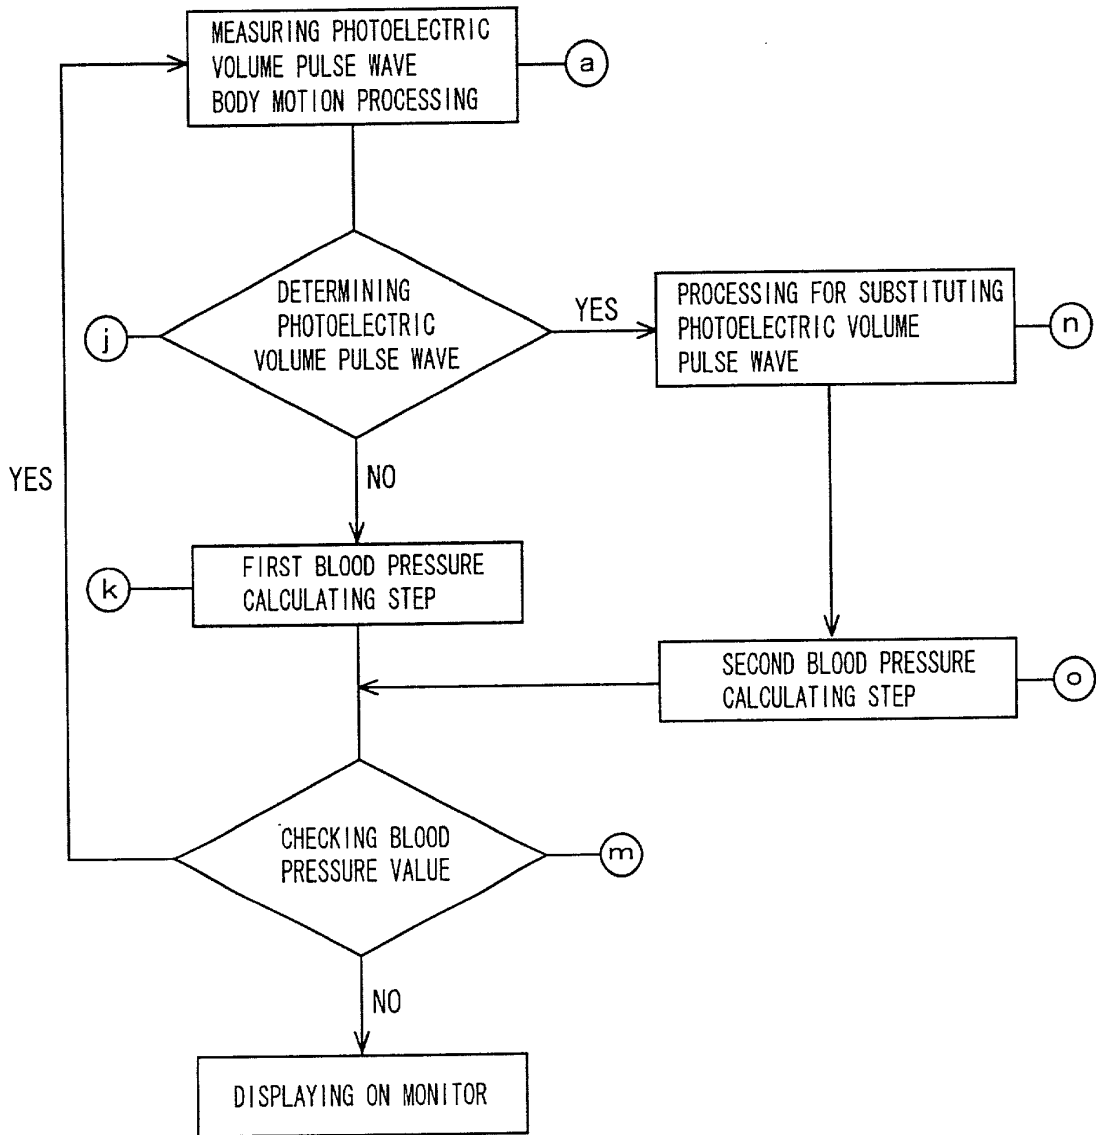 MEASURING PHOTOELECTRIC
VOLUME PULSE WAVE
BODY MOTION PROCESSING
a
DETERMINING
PHOTOELECTRIC
VOLUME PULSE WAVE
j
YES
PROCESSING FOR SUBSTITUTING
PHOTOELECTRIC VOLUME
PULSE WAVE
n
YES
NO
FIRST BLOOD PRESSURE
CALCULATING STEP
k
SECOND BLOOD PRESSURE
CALCULATING STEP
o
CHECKING BLOOD
PRESSURE VALUE
m
NO
DISPLAYING ON MONITOR